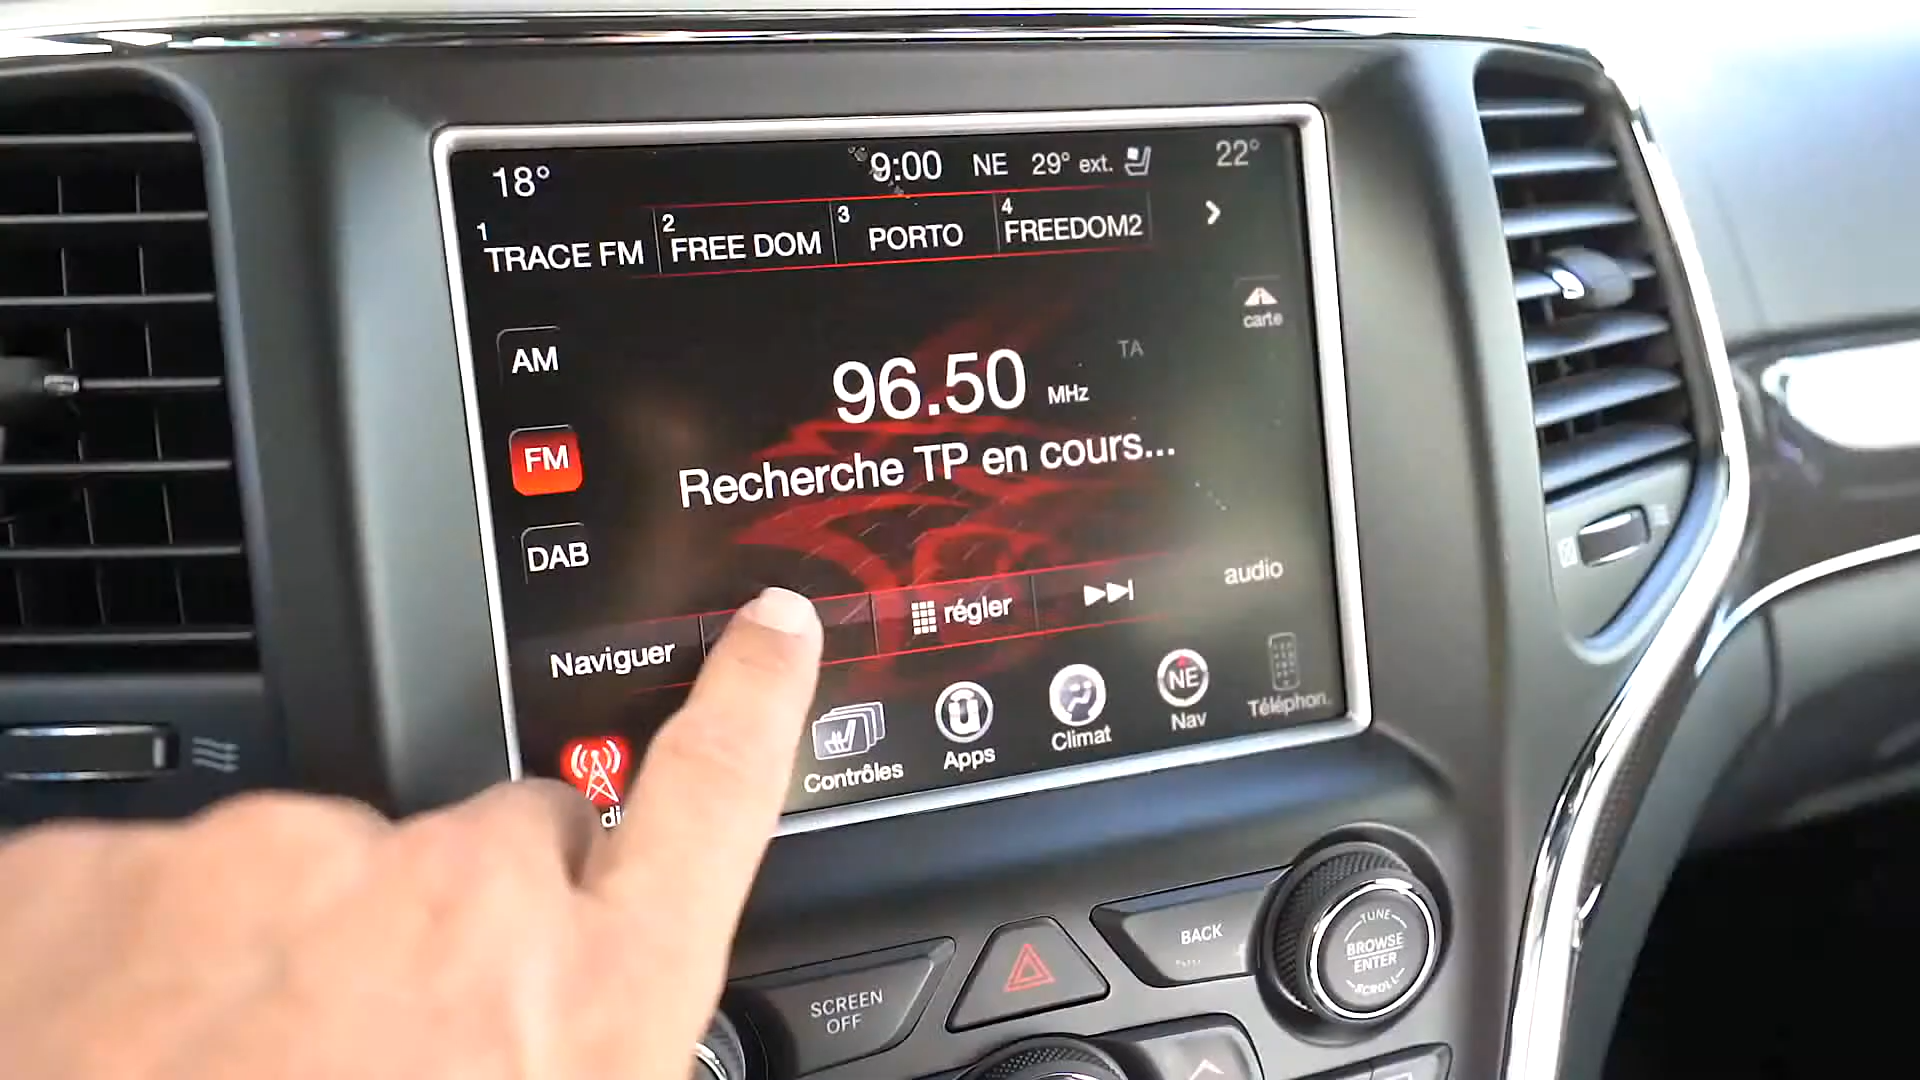 18° 9:00 NE 29° ext. 22°
1 TRACE FM 2 FREE DOM 3 PORTO 4 FREEDOM2
carte
AM
96.50 MHz TA
FM
Recherche TP en cours...
DAB
audio
Naviguer régler
NE
Contrôles Apps Climat Nav Téléphon.
di
BACK
TUNE
BROWSE
ENTER
SCROLL
SCREEN
OFF